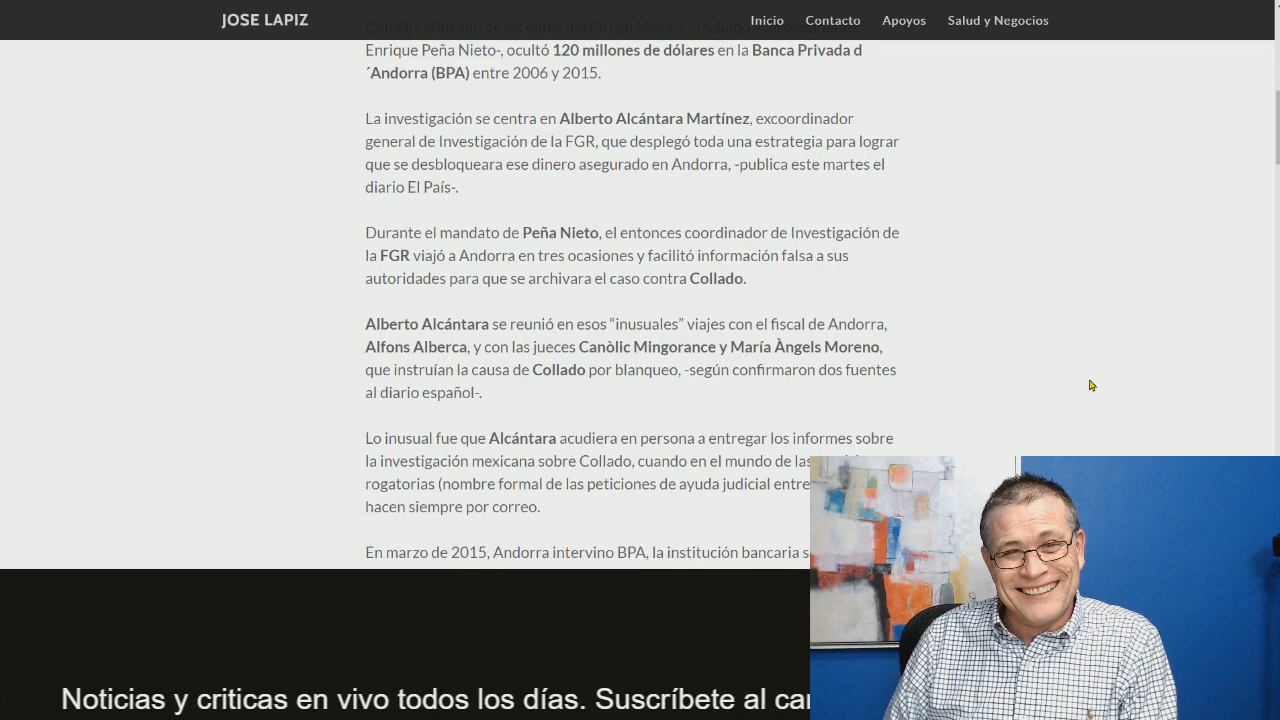 JOSE LAPIZ
Inicio
Contacto
Apoyos
Salud y Negocios
Collado, abogado de las élites del PRI en México,
Enrique Peña Nieto-, ocultó 120 millones de dólares en la Banca Privada d
´Andorra (BPA) entre 2006 y 2015.
La investigación se centra en Alberto Alcántara Martínez, excoordinador
general de Investigación de la FGR, que desplegó toda una estrategia para lograr
que se desbloqueara ese dinero asegurado en Andorra, -publica este martes el
diario El País-.
Durante el mandato de Peña Nieto, el entonces coordinador de Investigación de
la FGR viajó a Andorra en tres ocasiones y facilitó información falsa a sus
autoridades para que se archivara el caso contra Collado.
Alberto Alcántara se reunió en esos “inusuales” viajes con el fiscal de Andorra,
Alfons Alberca, y con las jueces Canòlic Mingorance y María Àngels Moreno,
que instruían la causa de Collado por blanqueo, -según confirmaron dos fuentes
al diario español-.
Lo inusual fue que Alcántara acudiera en persona a entregar los informes sobre
la investigación mexicana sobre Collado, cuando en el mundo de las
rogatorias (nombre formal de las peticiones de ayuda judicial entre
hacen siempre por correo.
En marzo de 2015, Andorra intervino BPA, la institución bancaria
Noticias y criticas en vivo todos los días. Suscríbete al